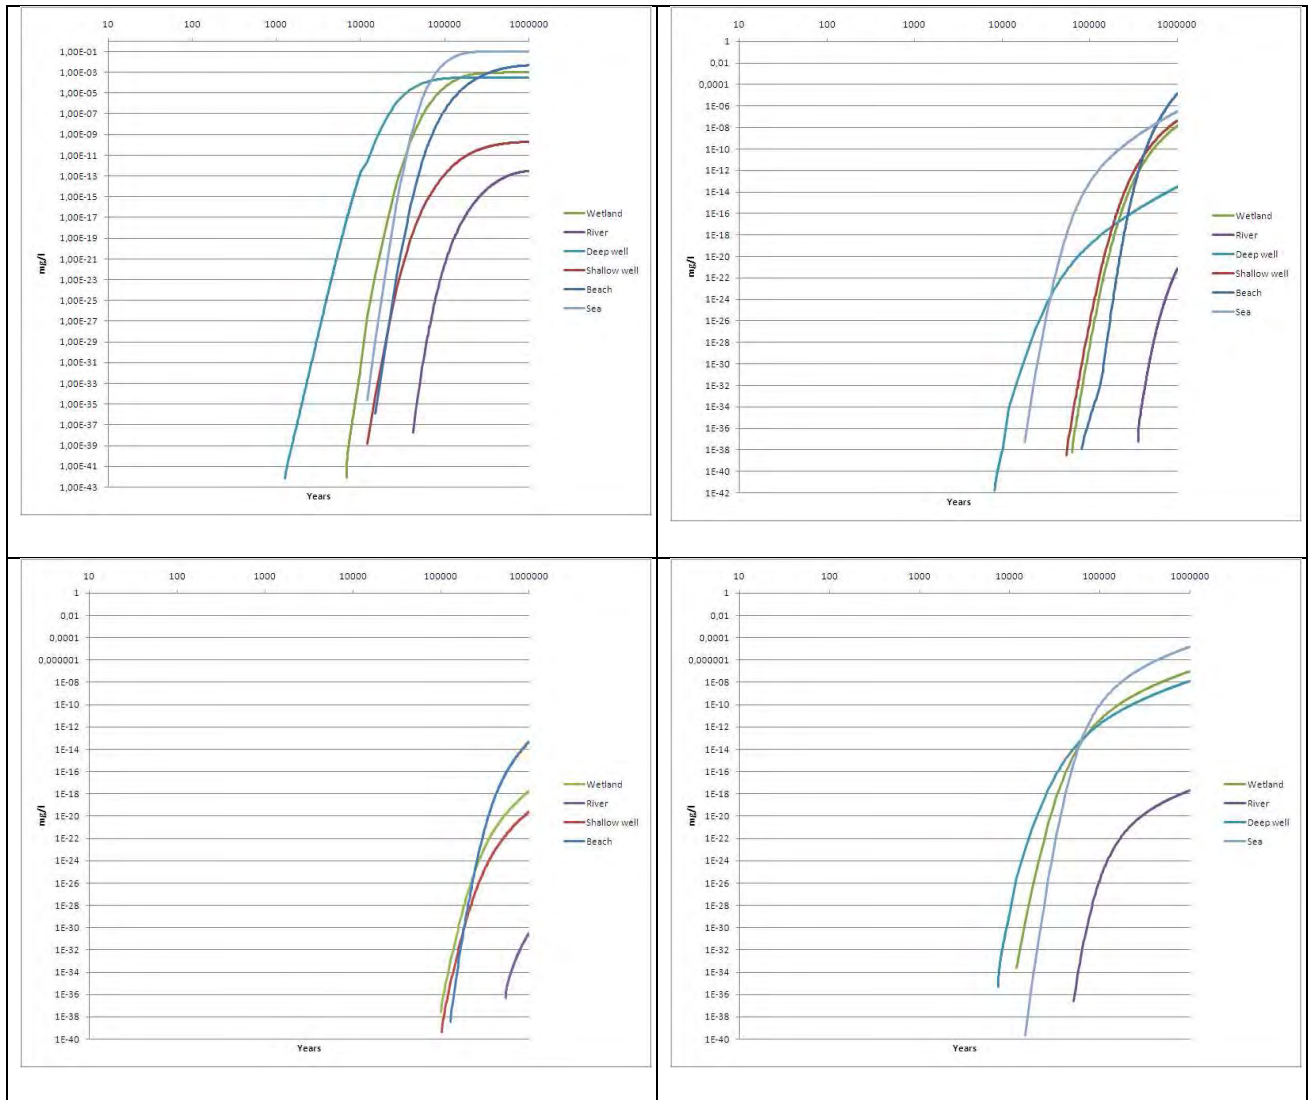 10 100 1000 10000 100000 1000000
1,00E-01
1,00E-03
1,00E-05
1,00E-07
1,00E-09
1,00E-11
1,00E-13
1,00E-15
1,00E-17
1,00E-19
1,00E-21
1,00E-23
1,00E-25
1,00E-27
1,00E-29
1,00E-31
1,00E-33
1,00E-35
1,00E-37
1,00E-39
1,00E-41
1,00E-43
mg/l
Years
Wetland
River
Deep well
Shallow well
Beach
Sea
10 100 1000 10000 100000 1000000
1
0,01
0,0001
1E-06
1E-08
1E-10
1E-12
1E-14
1E-16
1E-18
1E-20
1E-22
1E-24
1E-26
1E-28
1E-30
1E-32
1E-34
1E-36
1E-38
1E-40
1E-42
mg/l
Years
Wetland
River
Deep well
Shallow well
Beach
Sea
10 100 1000 10000 100000 1000000
1
0,01
0,0001
0,000001
1E-08
1E-10
1E-12
1E-14
1E-16
1E-18
1E-20
1E-22
1E-24
1E-26
1E-28
1E-30
1E-32
1E-34
1E-36
1E-38
1E-40
mg/l
Years
Wetland
River
Shallow well
Beach
10 100 1000 10000 100000 1000000
1
0,01
0,0001
0,000001
1E-08
1E-10
1E-12
1E-14
1E-16
1E-18
1E-20
1E-22
1E-24
1E-26
1E-28
1E-30
1E-32
1E-34
1E-36
1E-38
1E-40
mg/l
Years
Wetland
River
Deep well
Sea